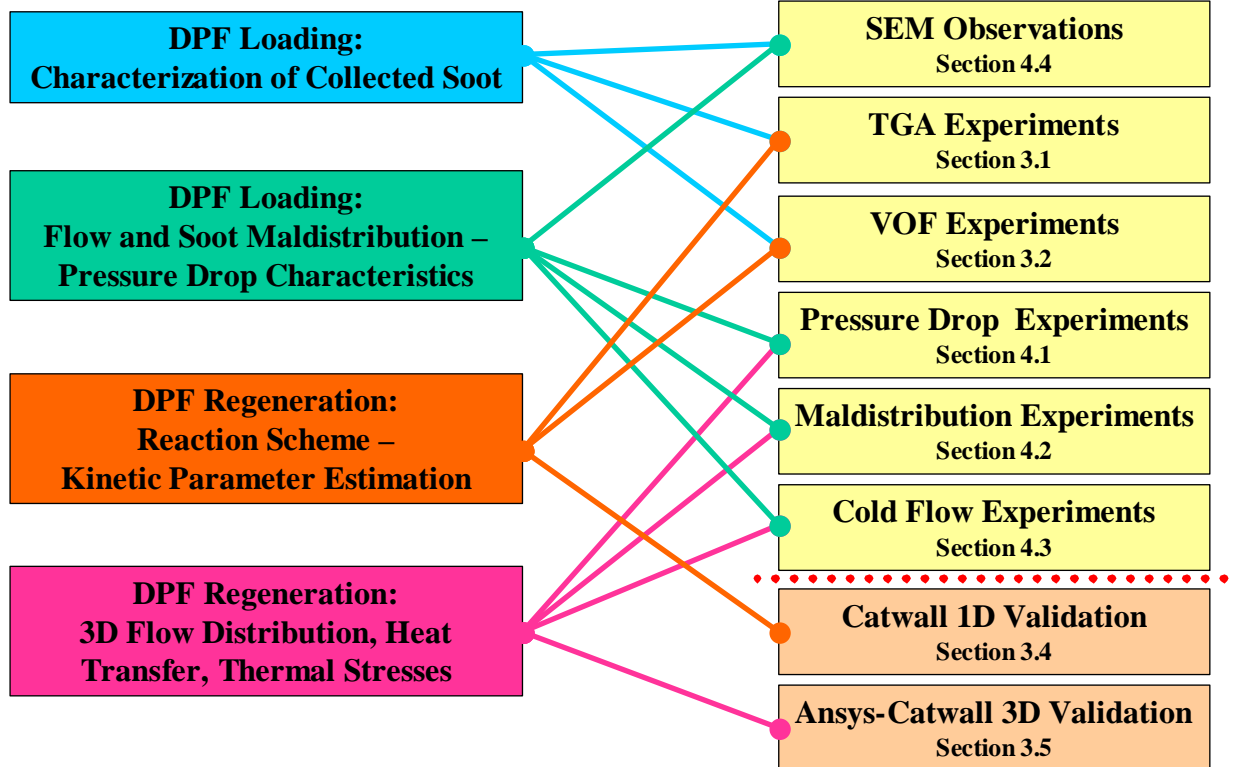 DPF Loading:
Characterization of Collected Soot
DPF Loading:
Flow and Soot Maldistribution –
Pressure Drop Characteristics
DPF Regeneration:
Reaction Scheme –
Kinetic Parameter Estimation
DPF Regeneration:
3D Flow Distribution, Heat
Transfer, Thermal Stresses
SEM Observations
Section 4.4
TGA Experiments
Section 3.1
VOF Experiments
Section 3.2
Pressure Drop Experiments
Section 4.1
Maldistribution Experiments
Section 4.2
Cold Flow Experiments
Section 4.3
Catwall 1D Validation
Section 3.4
Ansys-Catwall 3D Validation
Section 3.5